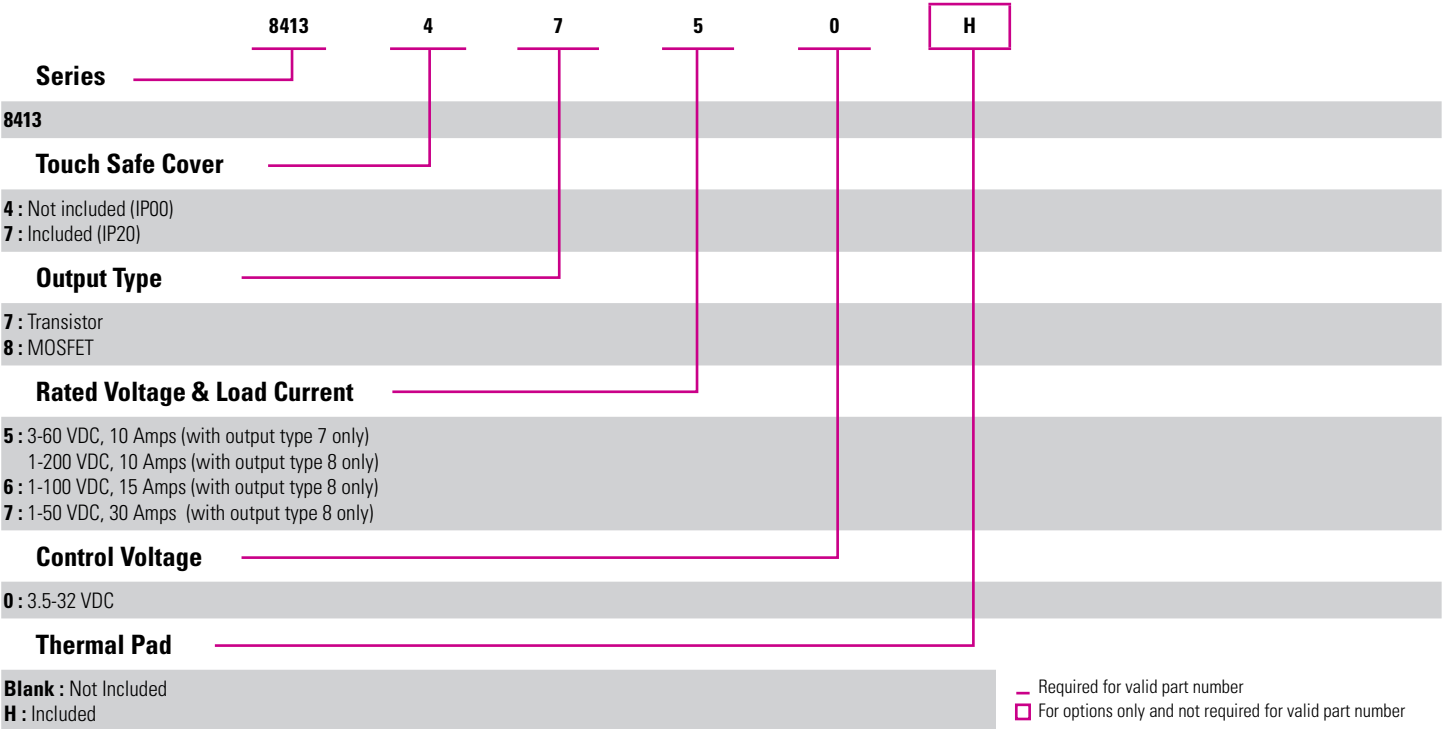 8413 4 7 5 0 H
Series
8413
Touch Safe Cover
4 : Not included (IP00)
7 : Included (IP20)
Output Type
7 : Transistor
8 : MOSFET
Rated Voltage & Load Current
5 : 3-60 VDC, 10 Amps (with output type 7 only)
1-200 VDC, 10 Amps (with output type 8 only)
6 : 1-100 VDC, 15 Amps (with output type 8 only)
7 : 1-50 VDC, 30 Amps (with output type 8 only)
Control Voltage
0 : 3.5-32 VDC
Thermal Pad
Blank : Not Included
H : Included
Required for valid part number
For options only and not required for valid part number